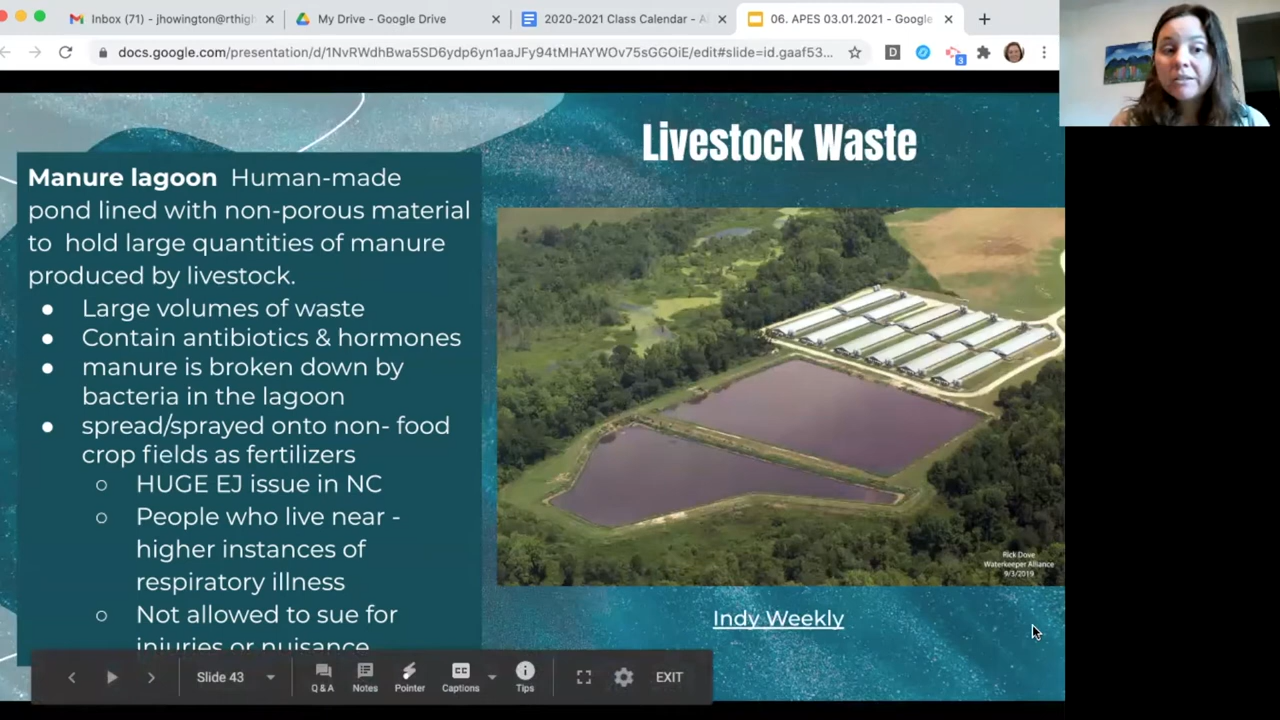 Inbox (71) - jhowington@rthigh
My Drive - Google Drive
2020-2021 Class Calendar - A
06. APES 03.01.2021 - Google
docs.google.com/presentation/d/1NvRWdhBwa5SD6ydp6yn1aaJFy94tMHAYWOv75sGGOiE/edit#slide=id.gaaf53...
D
3
Livestock Waste
Manure lagoon Human-made
pond lined with non-porous material
to hold large quantities of manure
produced by livestock.
● Large volumes of waste
● Contain antibiotics & hormones
● manure is broken down by
bacteria in the lagoon
● spread/sprayed onto non- food
crop fields as fertilizers
○ HUGE EJ issue in NC
○ People who live near -
higher instances of
respiratory illness
○ Not allowed to sue for
injuries or nuisance
Rick Dove
Waterkeeper Alliance
9/3/2019
Indy Weekly
Slide 43
Q & A
Notes
Pointer
CC
Captions
Tips
EXIT